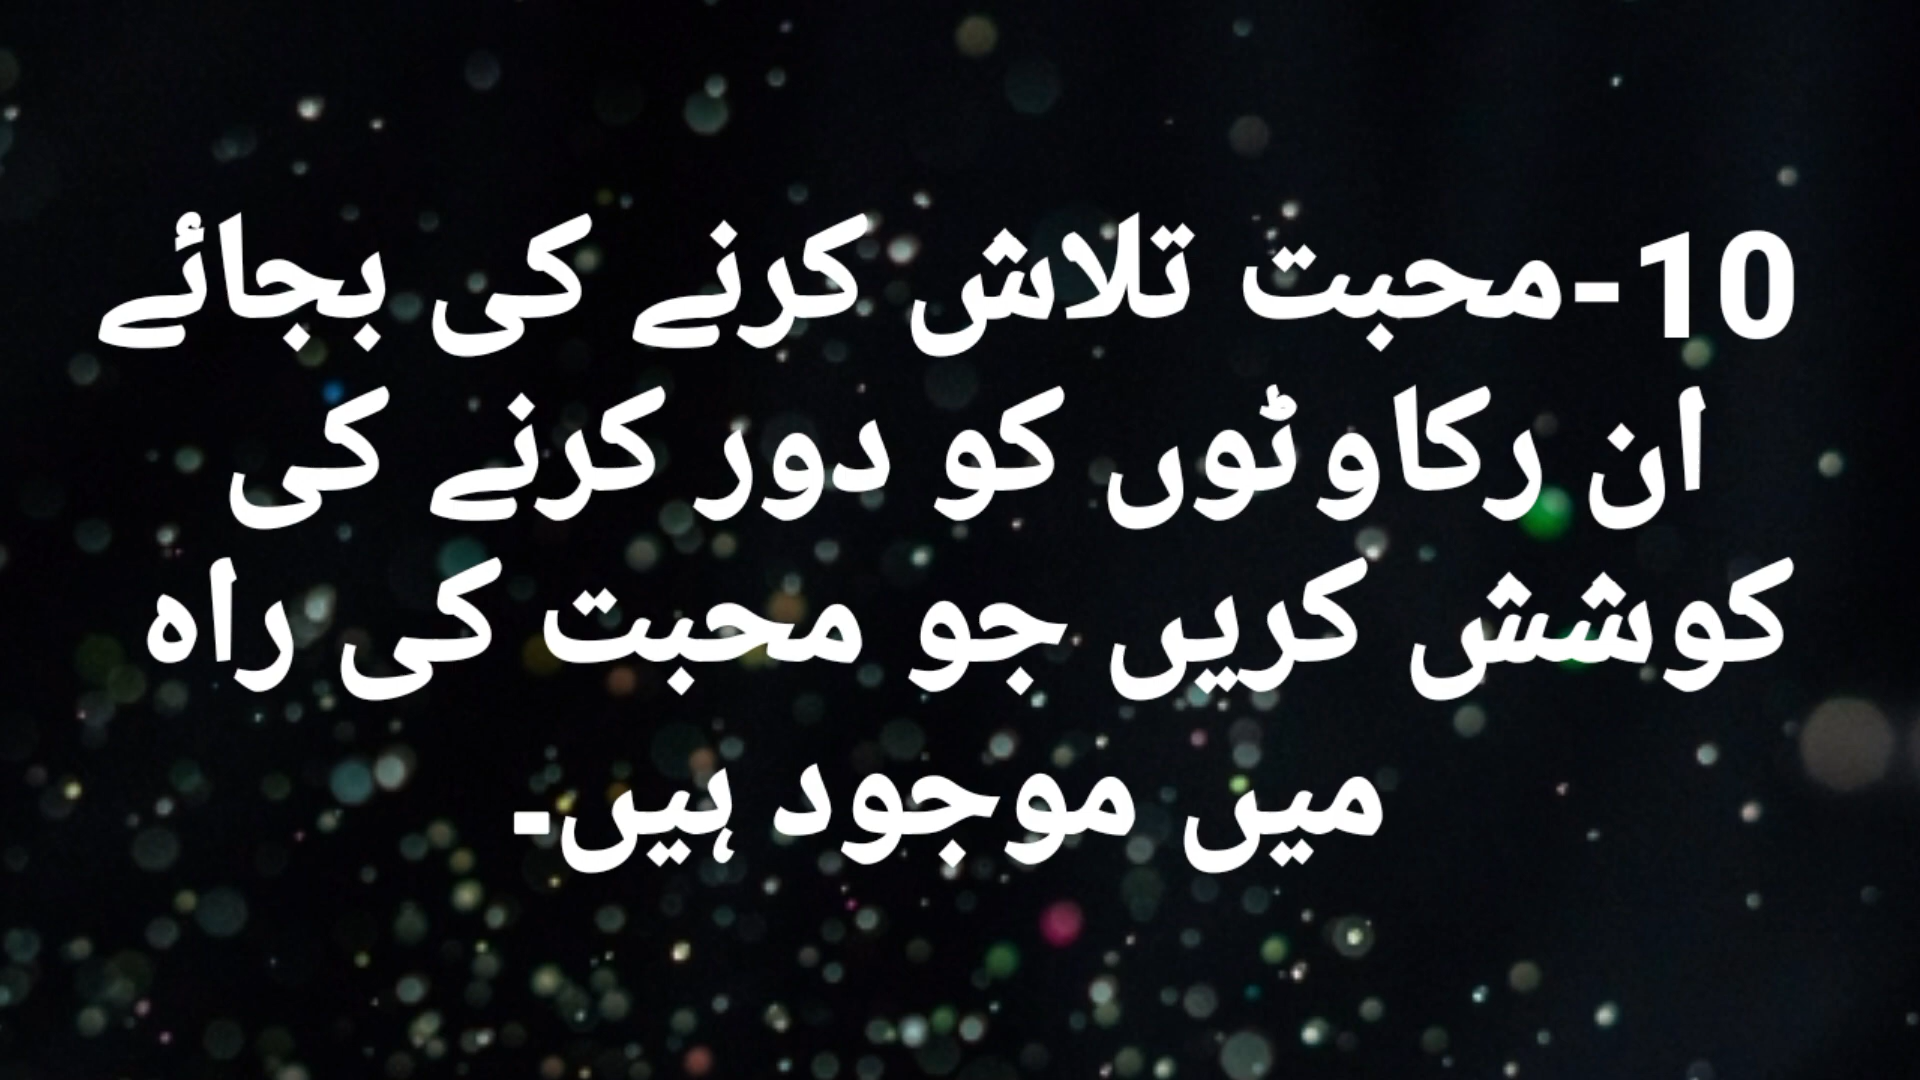 10-محبت تلاش کرنے کی بجائے
ان رکاوٹوں کو دور کرنے کی
کوشش کریں جو محبت کی راہ
میں موجود ہیں۔